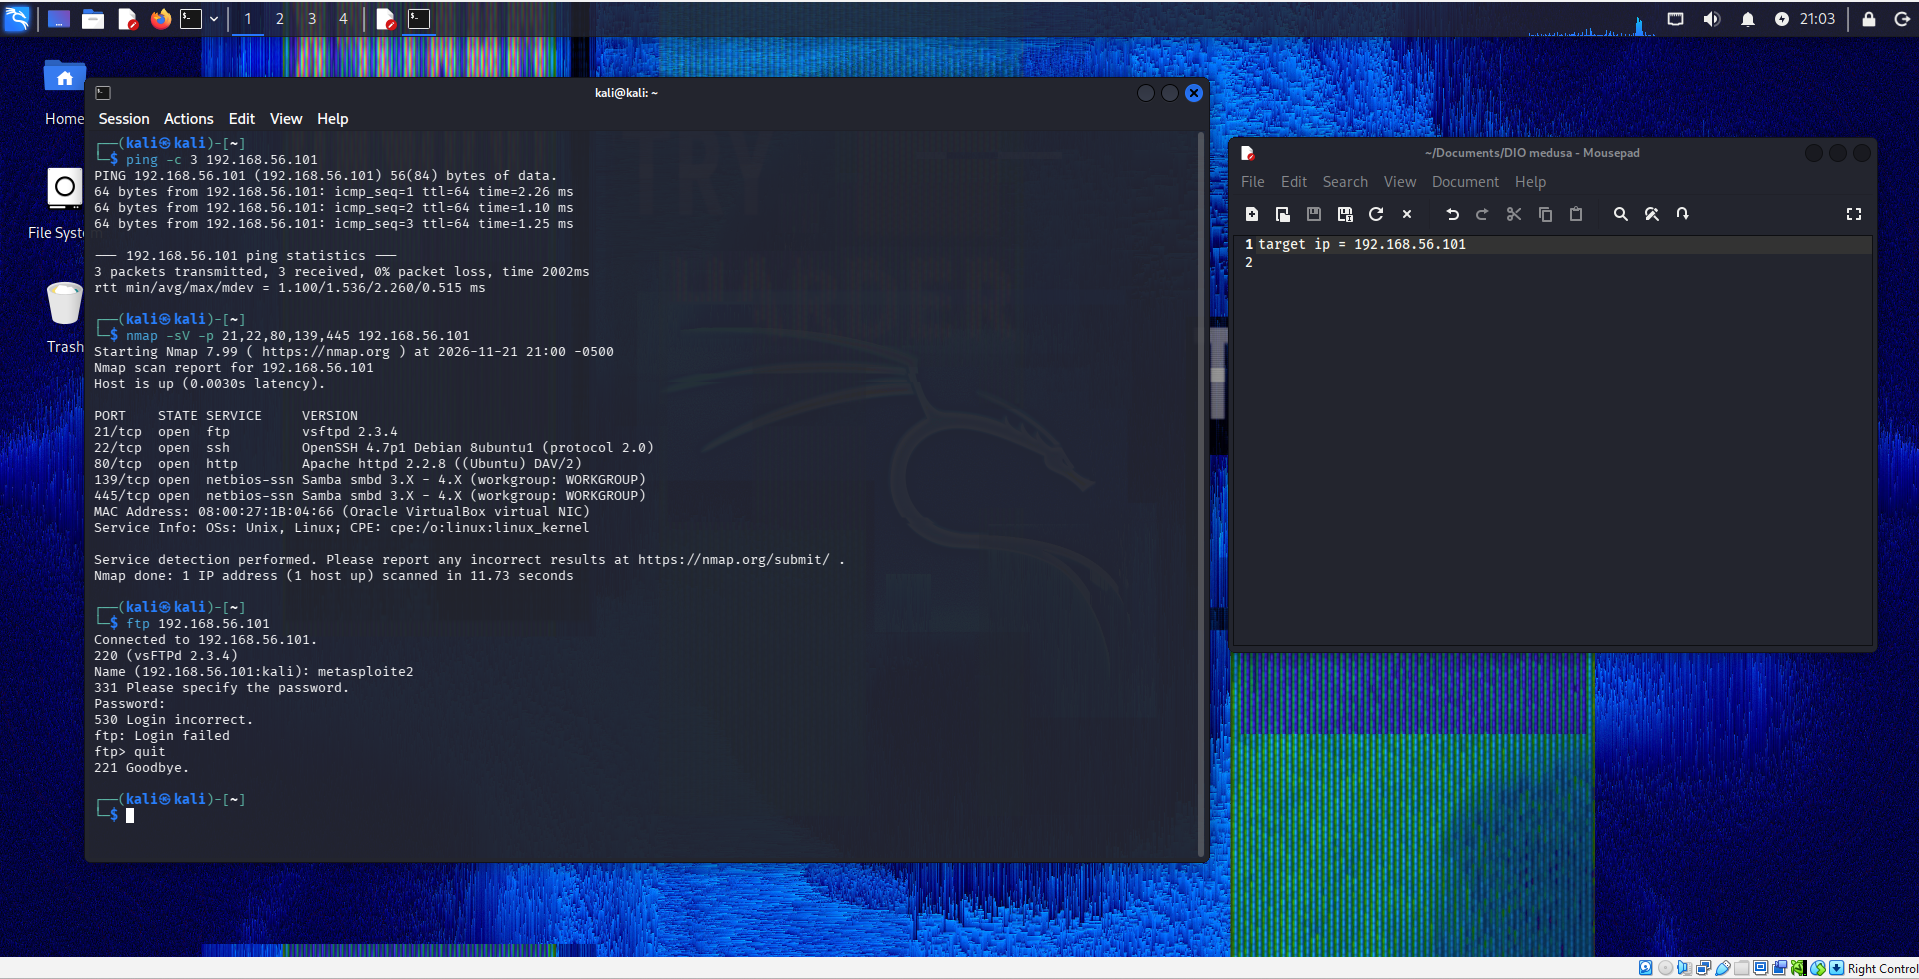 1 2 3 4
21:03
Home
File Syst
Trash
kali@kali: ~
Session Actions Edit View Help
┌──(kali㉿kali)-[~]
└─$ ping -c 3 192.168.56.101
PING 192.168.56.101 (192.168.56.101) 56(84) bytes of data.
64 bytes from 192.168.56.101: icmp_seq=1 ttl=64 time=2.26 ms
64 bytes from 192.168.56.101: icmp_seq=2 ttl=64 time=1.10 ms
64 bytes from 192.168.56.101: icmp_seq=3 ttl=64 time=1.25 ms
--- 192.168.56.101 ping statistics ---
3 packets transmitted, 3 received, 0% packet loss, time 2002ms
rtt min/avg/max/mdev = 1.100/1.536/2.260/0.515 ms
┌──(kali㉿kali)-[~]
└─$ nmap -sV -p 21,22,80,139,445 192.168.56.101
Starting Nmap 7.99 ( https://nmap.org ) at 2026-11-21 21:00 -0500
Nmap scan report for 192.168.56.101
Host is up (0.0030s latency).
PORT STATE SERVICE VERSION
21/tcp open ftp vsftpd 2.3.4
22/tcp open ssh OpenSSH 4.7p1 Debian 8ubuntu1 (protocol 2.0)
80/tcp open http Apache httpd 2.2.8 ((Ubuntu) DAV/2)
139/tcp open netbios-ssn Samba smbd 3.X - 4.X (workgroup: WORKGROUP)
445/tcp open netbios-ssn Samba smbd 3.X - 4.X (workgroup: WORKGROUP)
MAC Address: 08:00:27:1B:04:66 (Oracle VirtualBox virtual NIC)
Service Info: OSs: Unix, Linux; CPE: cpe:/o:linux:linux_kernel
Service detection performed. Please report any incorrect results at https://nmap.org/submit/ .
Nmap done: 1 IP address (1 host up) scanned in 11.73 seconds
┌──(kali㉿kali)-[~]
└─$ ftp 192.168.56.101
Connected to 192.168.56.101.
220 (vsFTPd 2.3.4)
Name (192.168.56.101:kali): metasploite2
331 Please specify the password.
Password:
530 Login incorrect.
ftp: Login failed
ftp> quit
221 Goodbye.
┌──(kali㉿kali)-[~]
└─$
~/Documents/DIO medusa - Mousepad
File Edit Search View Document Help
1 target ip = 192.168.56.101
2
Right Control